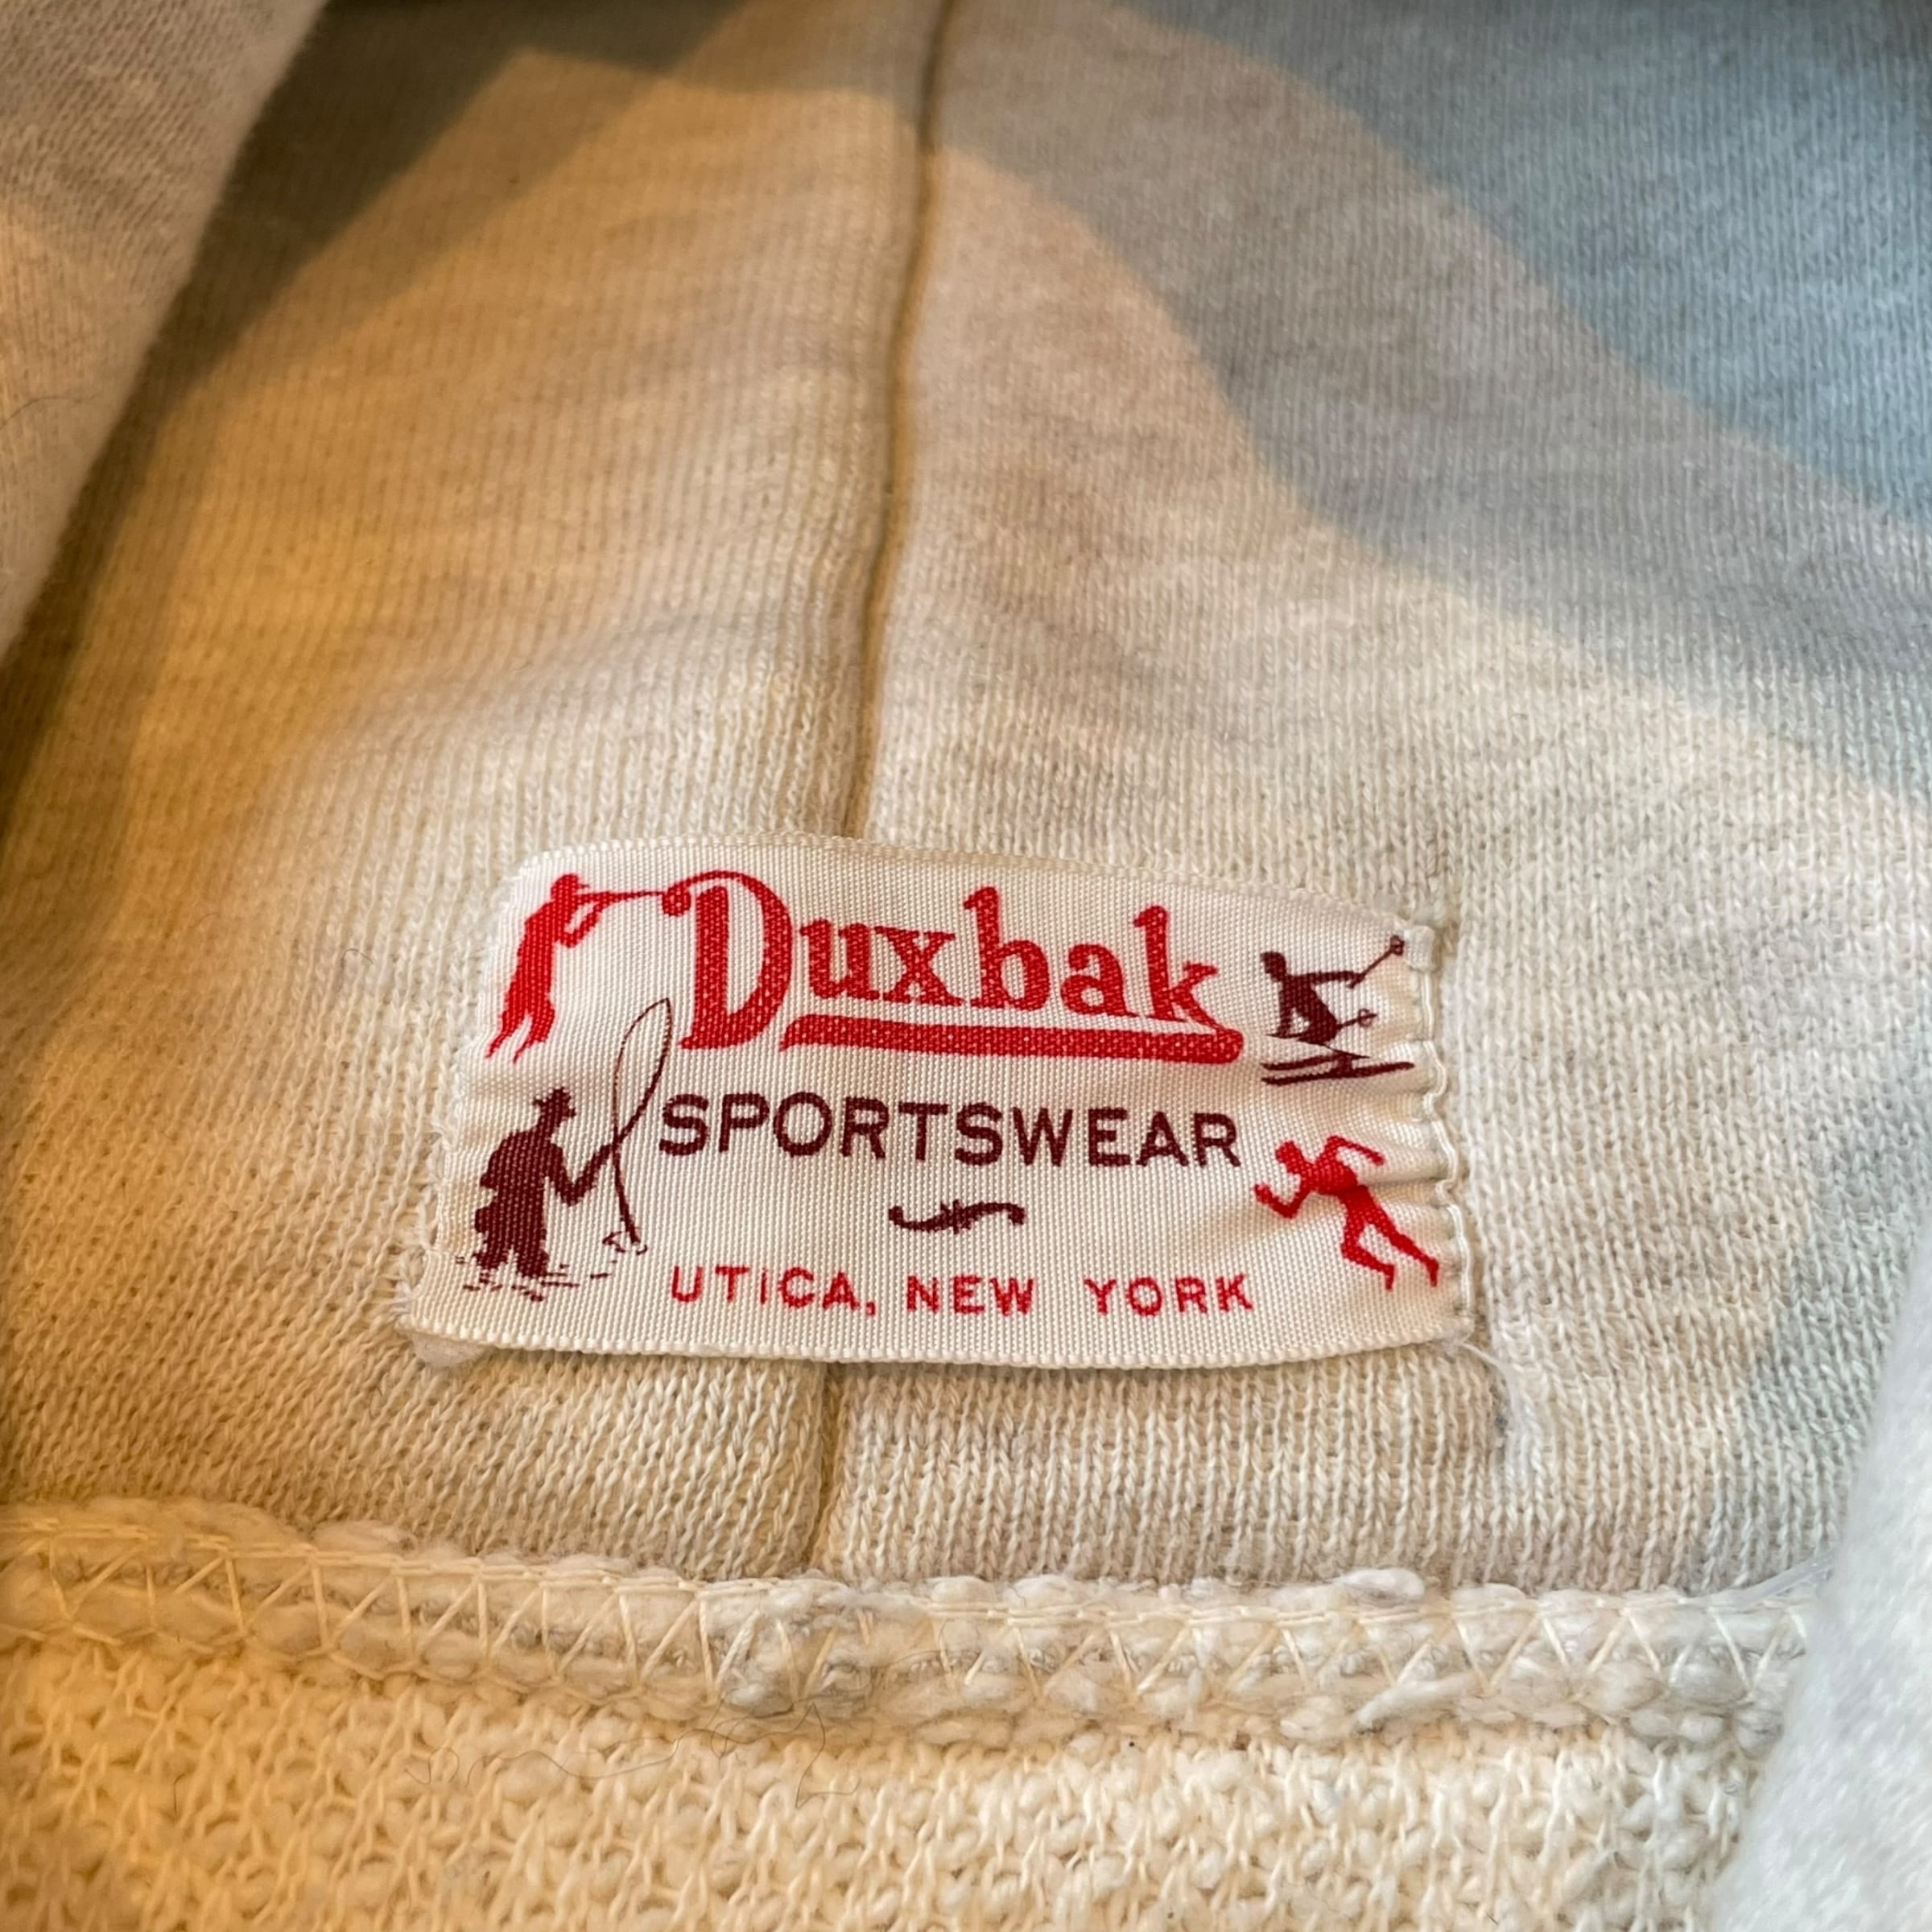 Duxbak
SPORTSWEAR
UTICA, NEW YORK